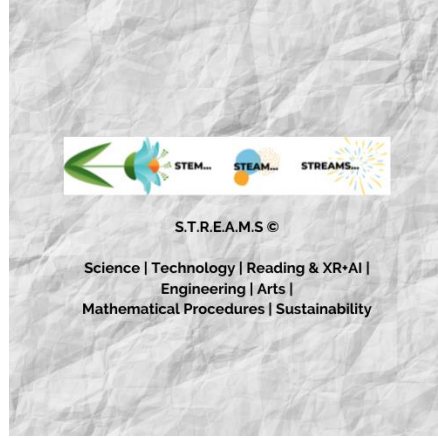 STEM... STEAM... STREAMS...
S.T.R.E.A.M.S ©
Science | Technology | Reading & XR+AI |
Engineering | Arts |
Mathematical Procedures | Sustainability